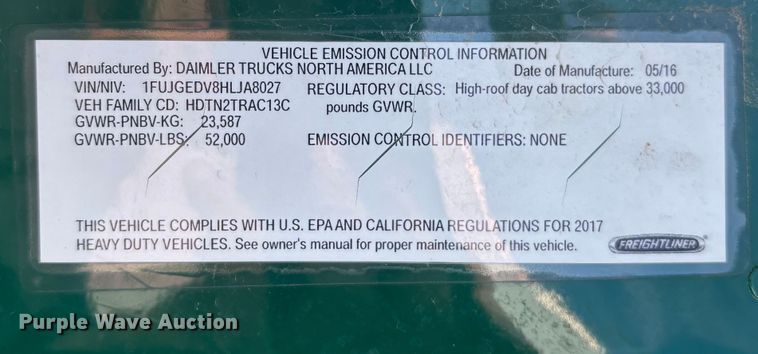 VEHICLE EMISSION CONTROL INFORMATION
Manufactured By: DAIMLER TRUCKS NORTH AMERICA LLC Date of Manufacture: 05/16
VIN/NIV: 1FUJGEDV8HLJA8027 REGULATORY CLASS: High-roof day cab tractors above 33,000
VEH FAMILY CD: HDTN2TRAC13C pounds GVWR.
GVWR-PNBV-KG: 23,587
GVWR-PNBV-LBS: 52,000 EMISSION CONTROL IDENTIFIERS: NONE
THIS VEHICLE COMPLIES WITH U.S. EPA AND CALIFORNIA REGULATIONS FOR 2017
HEAVY DUTY VEHICLES. See owner's manual for proper maintenance of this vehicle.
FREIGHTLINER
Purple Wave Auction